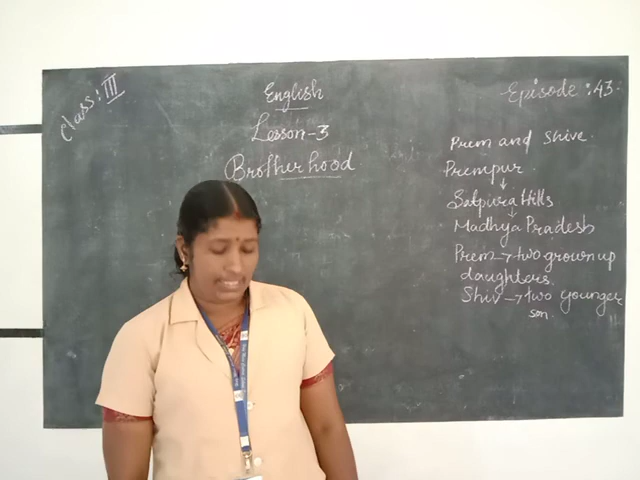 Class: III
English
Lesson-3
Brotherhood
Episode: 43.
Prem and Shive.
Prempur.
↓
Satpura Hills
↓
Madhya Pradesh
Prem → two grown up
daughters.
Shiv → two younger
son.